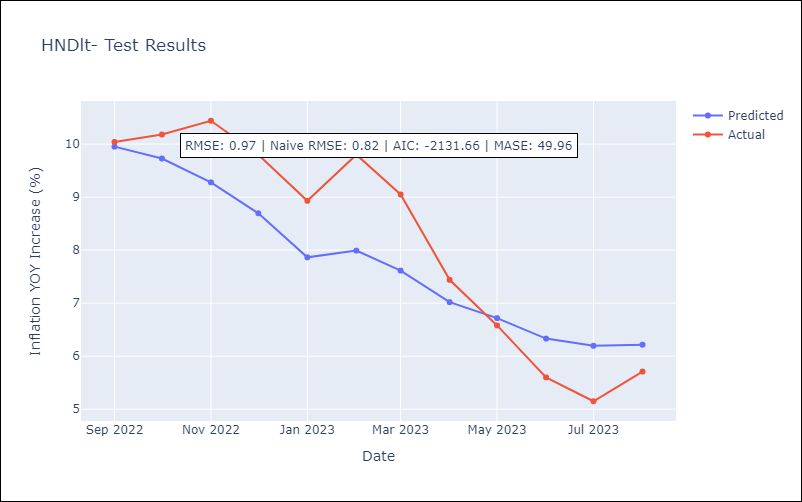 HNDlt- Test Results
Predicted
Actual
RMSE: 0.97 | Naive RMSE: 0.82 | AIC: -2131.66 | MASE: 49.96
Inflation YOY Increase (%)
10
9
8
7
6
5
Sep 2022 Nov 2022 Jan 2023 Mar 2023 May 2023 Jul 2023
Date